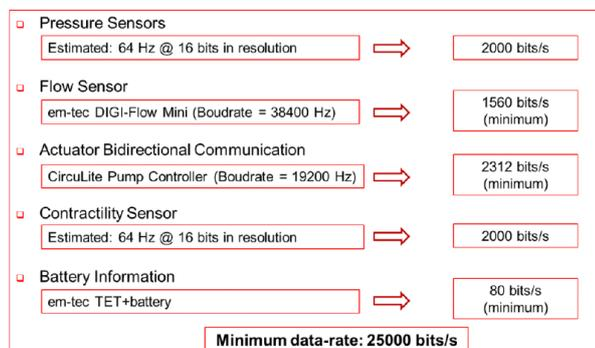 Pressure Sensors
Estimated: 64 Hz @ 16 bits in resolution
2000 bits/s
Flow Sensor
em-tec DIGI-Flow Mini (Boudrate = 38400 Hz)
1560 bits/s
(minimum)
Actuator Bidirectional Communication
CircuLite Pump Controller (Boudrate = 19200 Hz)
2312 bits/s
(minimum)
Contractility Sensor
Estimated: 64 Hz @ 16 bits in resolution
2000 bits/s
Battery Information
em-tec TET+battery
80 bits/s
(minimum)
Minimum data-rate: 25000 bits/s